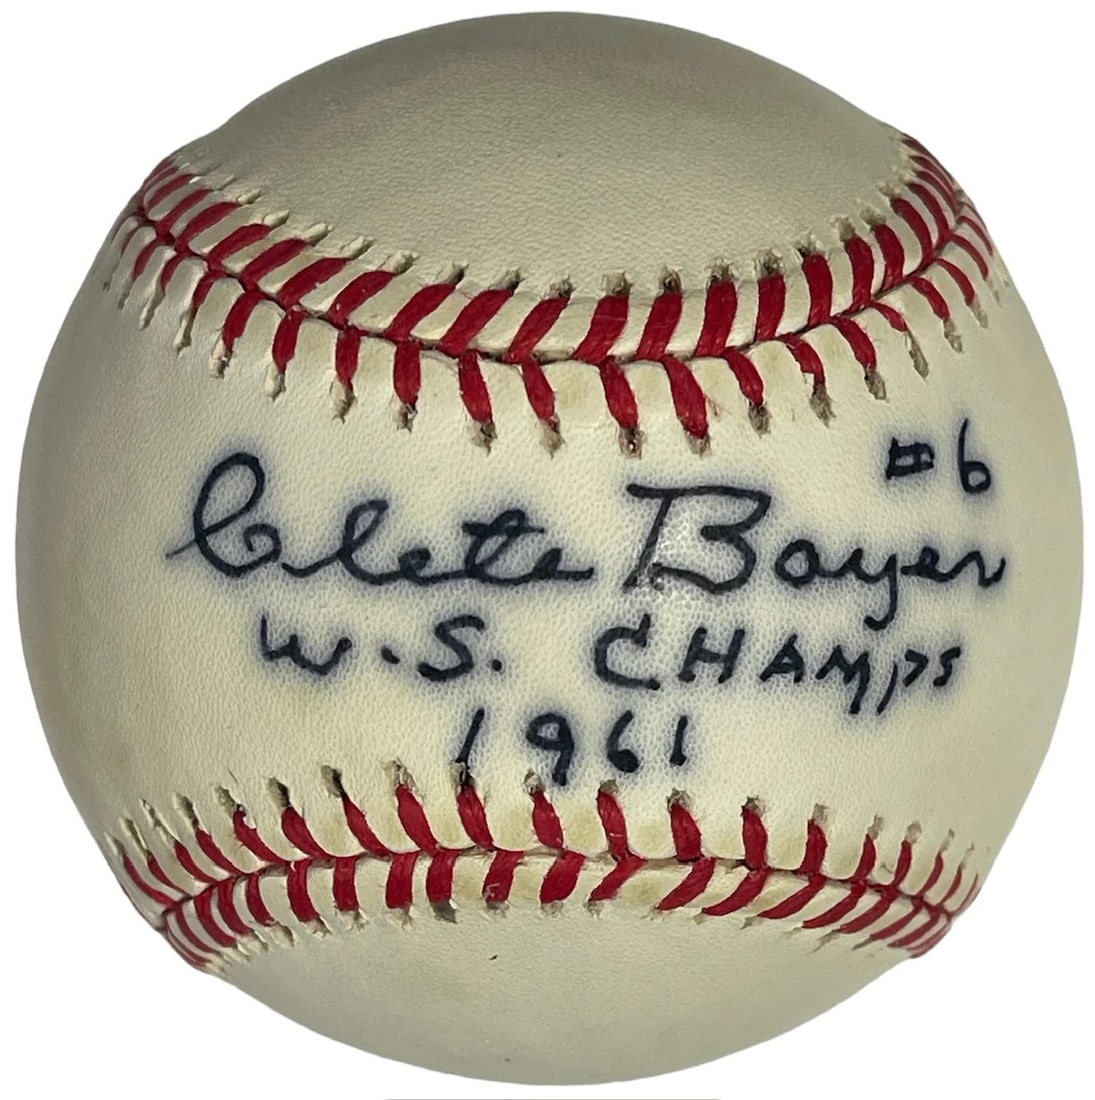 #6
Clete Boyer
W.S. CHAMPS
1961